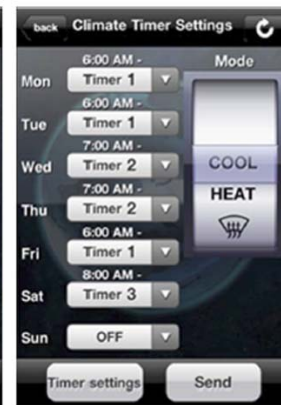 back Climate Timer Settings
6:00 AM - Mode
Mon Timer 1
6:00 AM -
Tue Timer 1
7:00 AM -
Wed Timer 2 COOL
7:00 AM - HEAT
Thu Timer 2
6:00 AM -
Fri Timer 1
8:00 AM -
Sat Timer 3
Sun OFF
Timer settings Send